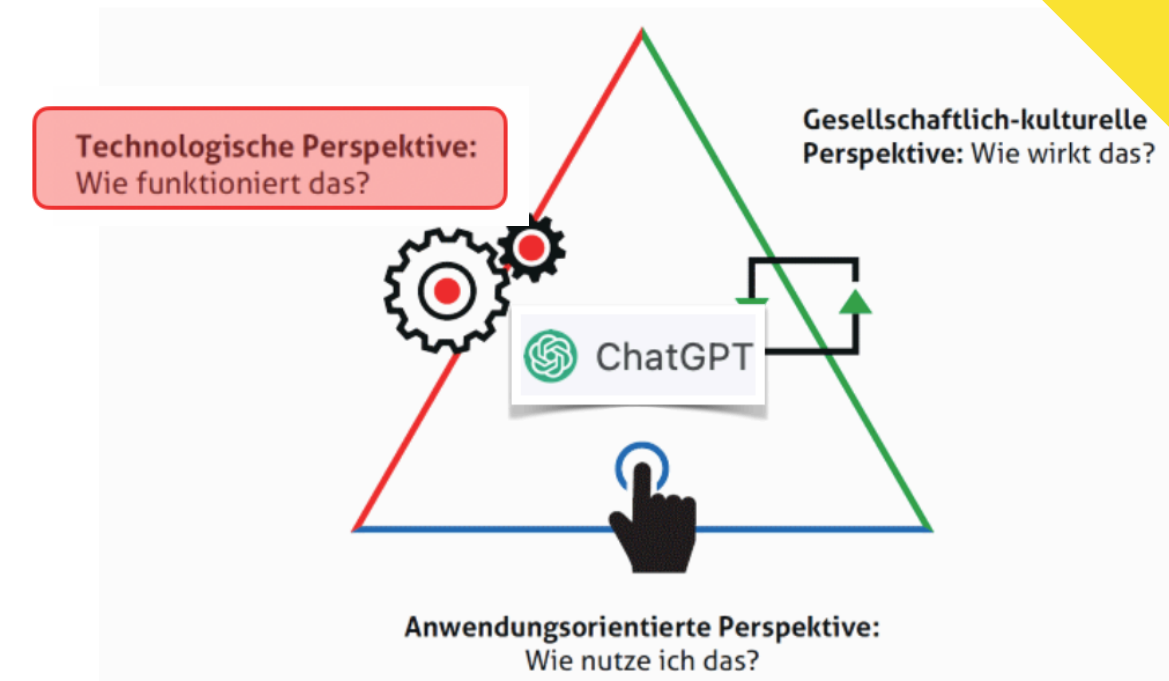 Technologische Perspektive:
Wie funktioniert das?
Gesellschaftlich-kulturelle
Perspektive: Wie wirkt das?
ChatGPT
Anwendungsorientierte Perspektive:
Wie nutze ich das?